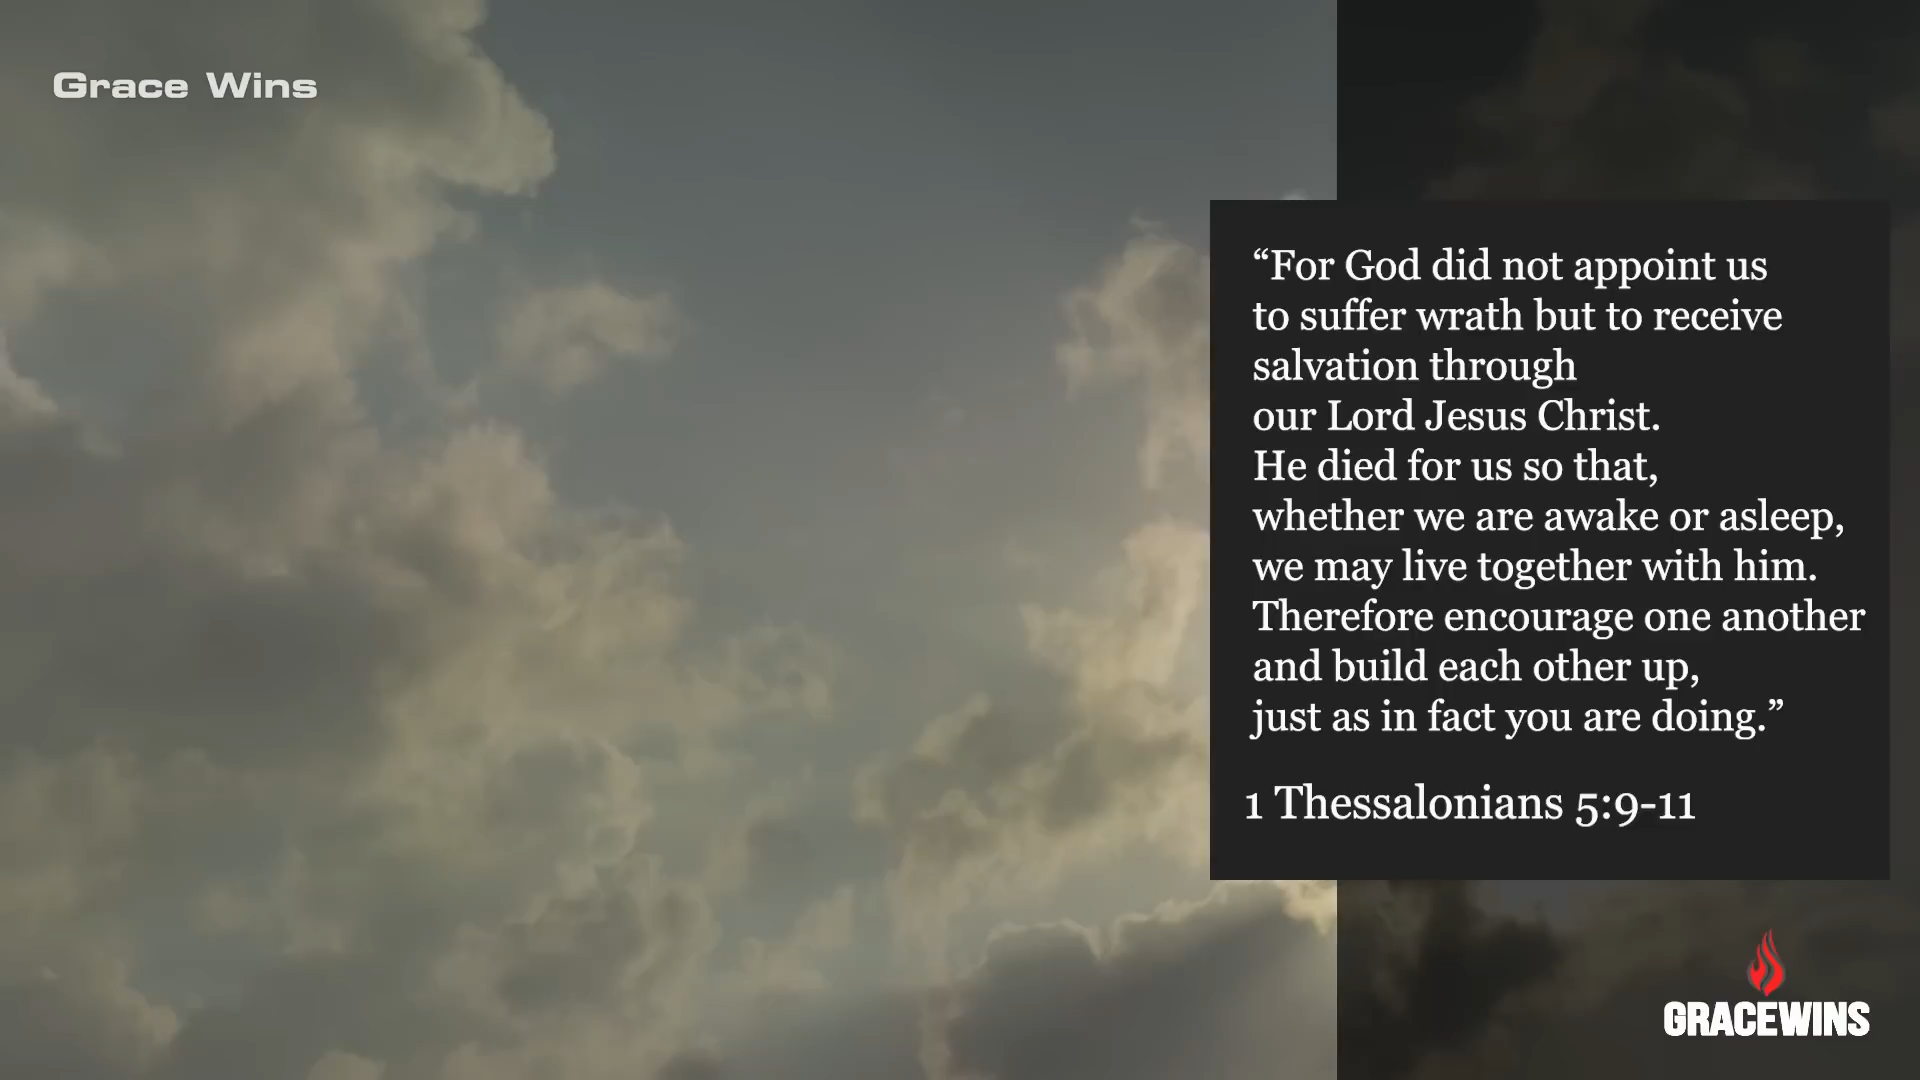 Grace Wins
“For God did not appoint us
to suffer wrath but to receive
salvation through
our Lord Jesus Christ.
He died for us so that,
whether we are awake or asleep,
we may live together with him.
Therefore encourage one another
and build each other up,
just as in fact you are doing.”
1 Thessalonians 5:9-11
GRACEWINS